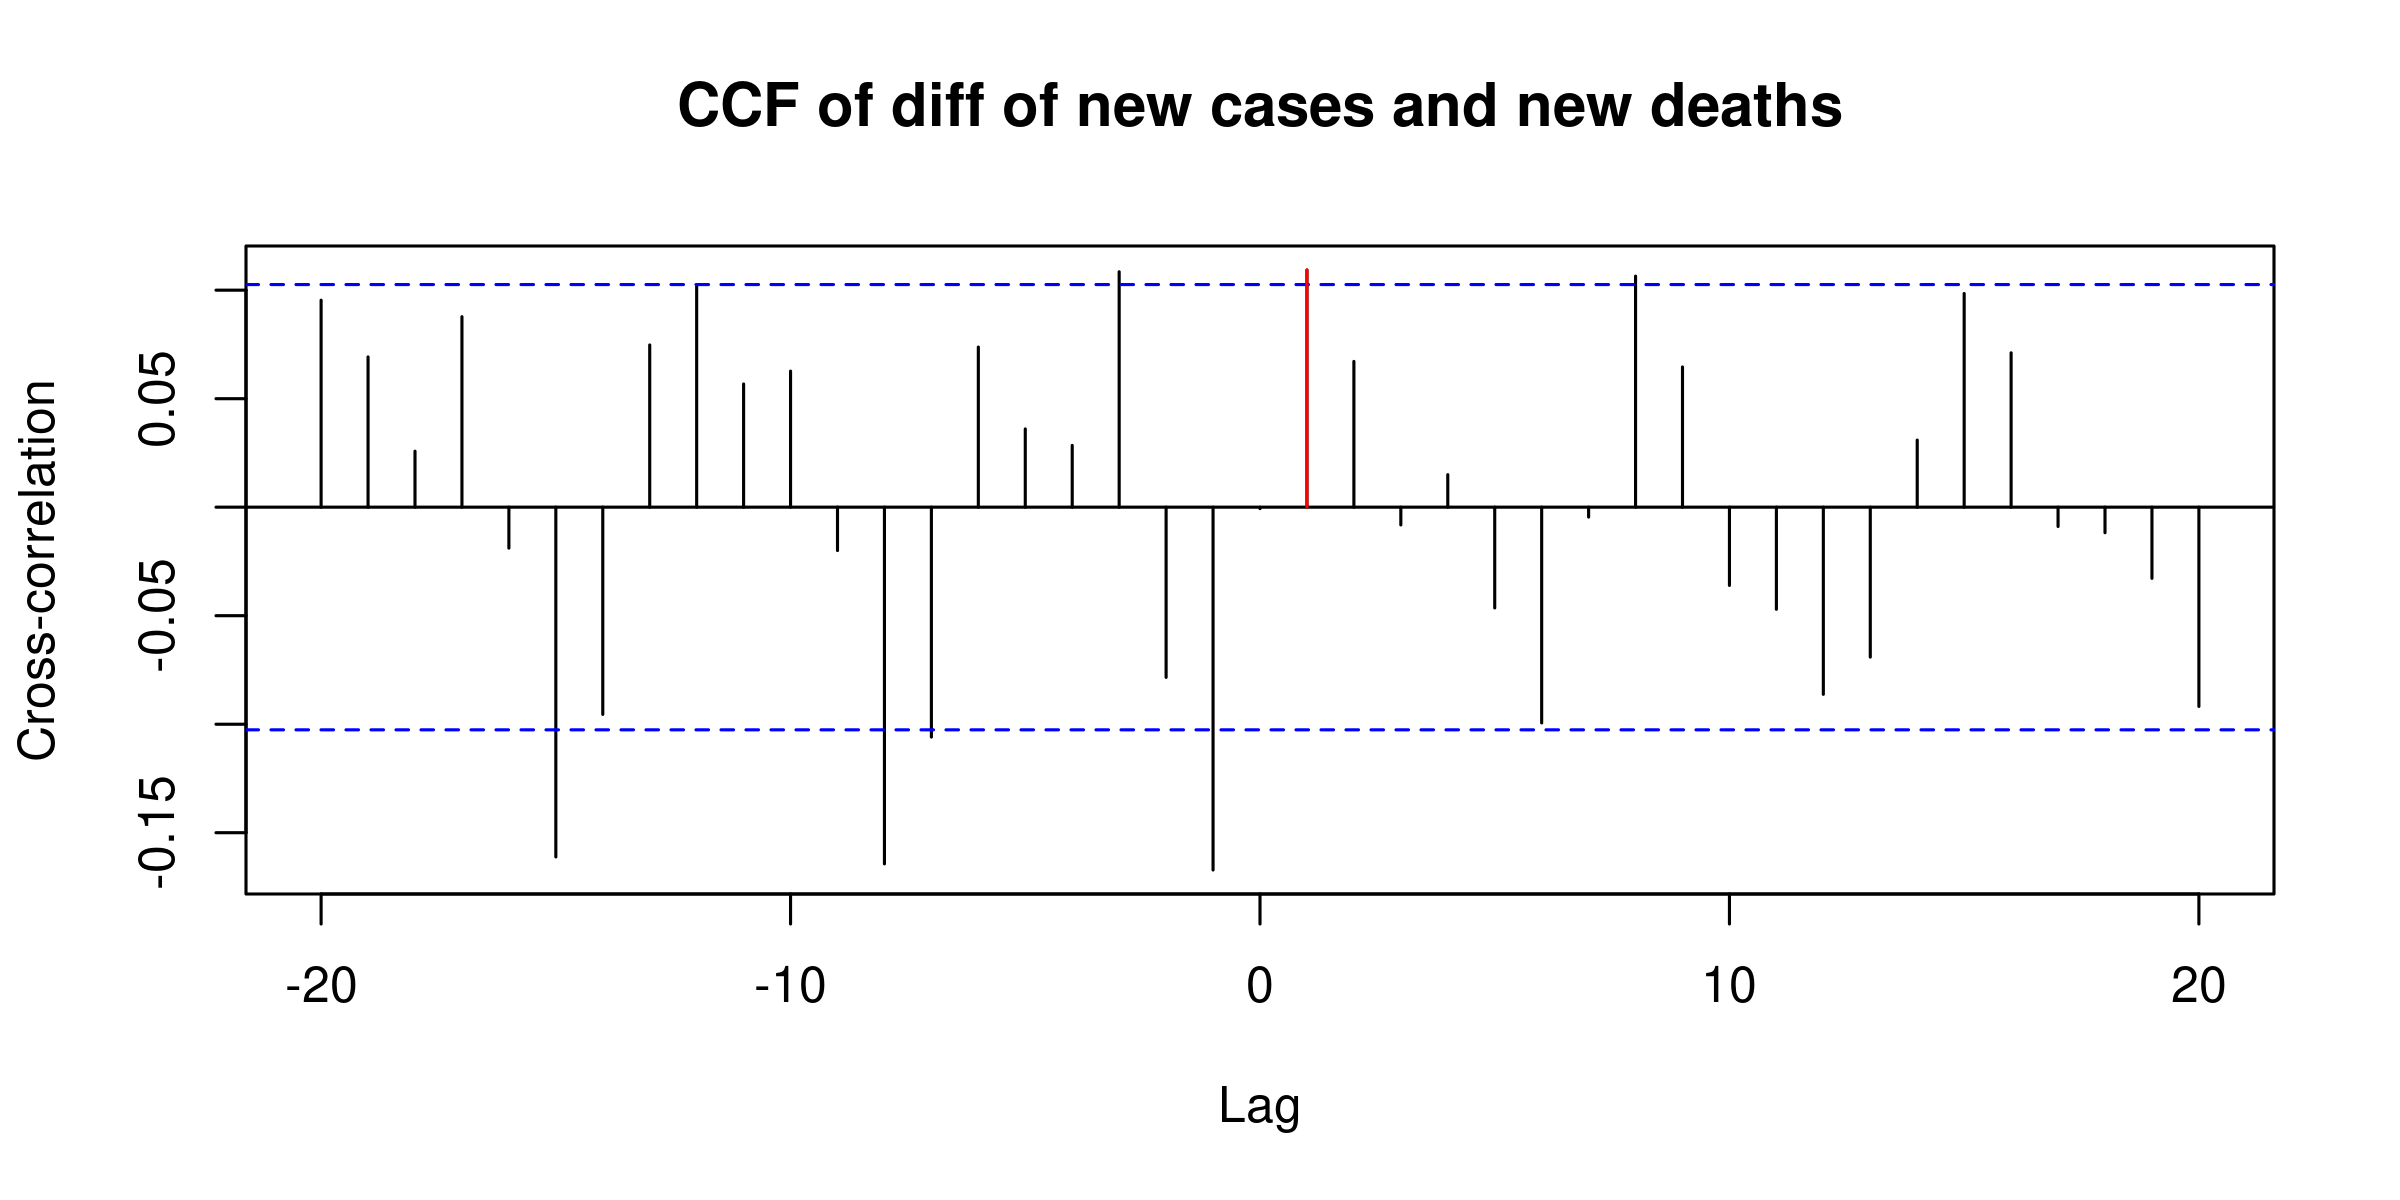 CCF of diff of new cases and new deaths
Cross-correlation
0.05
-0.05
-0.15
-20 -10 0 10 20
Lag